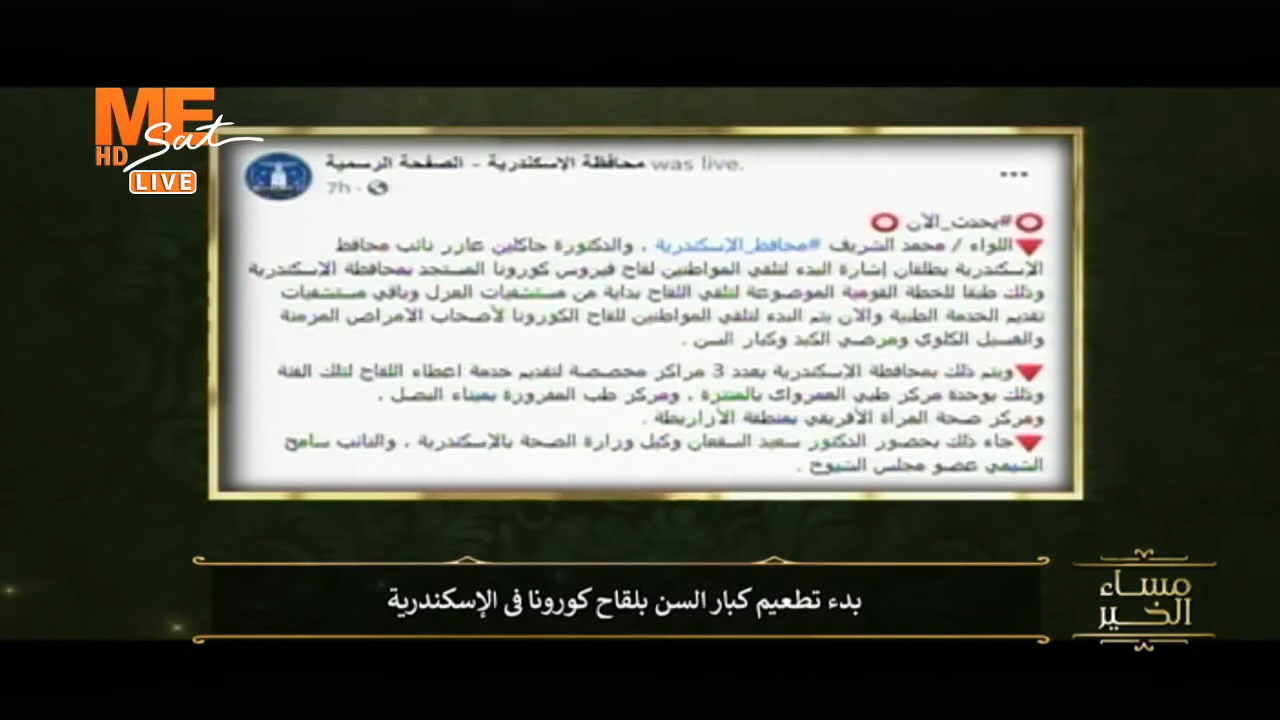 ME
Sat
HD
LIVE
محافظة الإسكندرية - الصفحة الرسمية was live.
7h
#يحدث_الآن
اللواء / محمد الشريف #محافظ_الإسكندرية ، والدكتورة جاكلين عازر نائب محافظ
الإسكندرية يطلقان إشارة البدء لتلقي المواطنين لقاح فيروس كورونا المستجد بمحافظة الإسكندرية
وذلك طبقا للخطة القومية الموضوعة لتلقي اللقاح بداية من مستشفيات العزل وباقي مستشفيات
تقديم الخدمة الطبية والآن يتم البدء لتلقي المواطنين للقاح الكورونا لأصحاب الامراض المزمنة
والغسيل الكلوي ومرضي الكبد وكبار السن .
ويتم ذلك بمحافظة الإسكندرية بعدد 3 مراكز مخصصة لتقديم خدمة اعطاء اللقاح لتلك الفئة
وذلك بوحدة مركز طبي العمرواي بالمنتزة ، ومركز طب المقرورة بميناء البصل ،
ومركز صحة المرأة الأفريقي بمنطقة الأزاريطة .
جاء ذلك بحضور الدكتور سعيد السقعان وكيل وزارة الصحة بالإسكندرية ، والنائب سامح
الشيمي عضو مجلس الشيوخ .
بدء تطعيم كبار السن بلقاح كورونا فى الإسكندرية
مساء
الخير